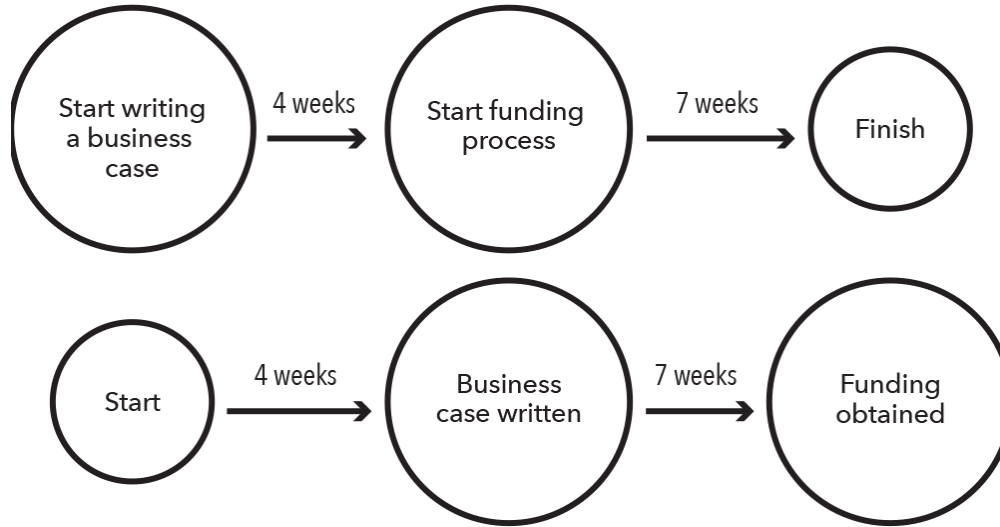 Start writing
a business
case
4 weeks
Start funding
process
7 weeks
Finish
Start
4 weeks
Business
case written
7 weeks
Funding
obtained